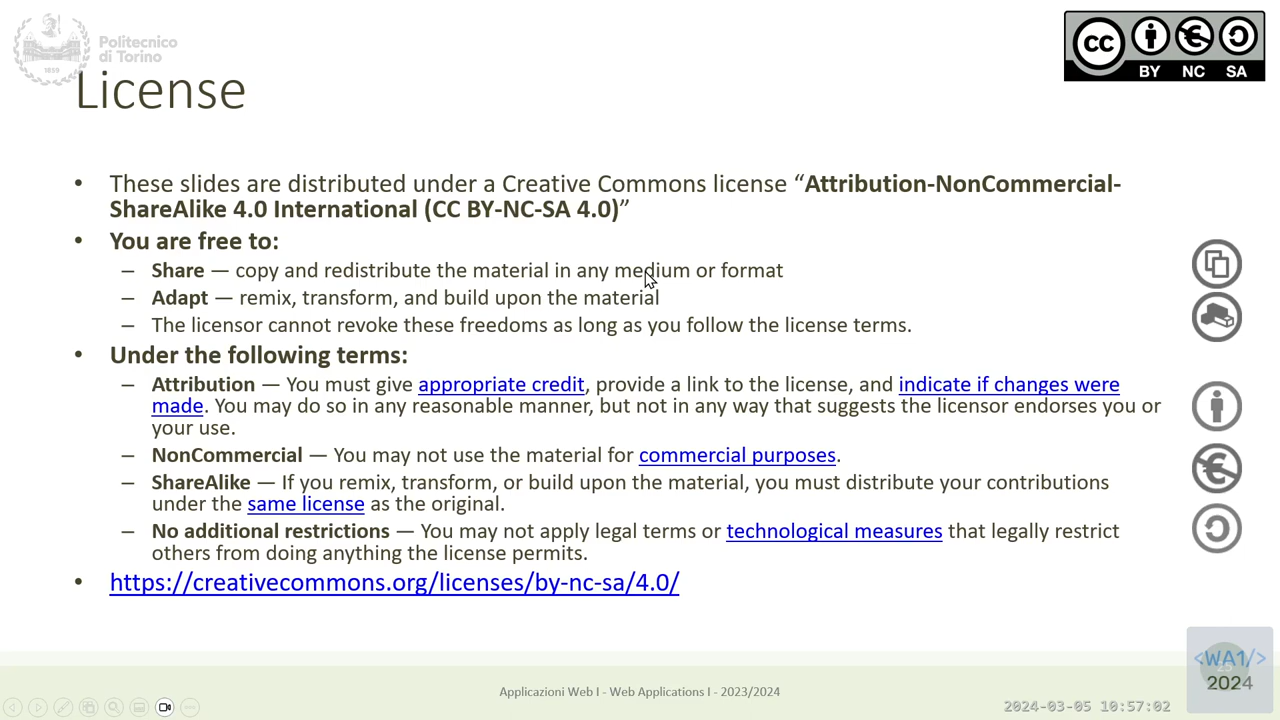 Politecnico
di Torino
1859
CC
BY NC SA
License
• These slides are distributed under a Creative Commons license “Attribution-NonCommercial-
ShareAlike 4.0 International (CC BY-NC-SA 4.0)”
• You are free to:
– Share — copy and redistribute the material in any medium or format
– Adapt — remix, transform, and build upon the material
– The licensor cannot revoke these freedoms as long as you follow the license terms.
• Under the following terms:
– Attribution — You must give appropriate credit, provide a link to the license, and indicate if changes were
made. You may do so in any reasonable manner, but not in any way that suggests the licensor endorses you or
your use.
– NonCommercial — You may not use the material for commercial purposes.
– ShareAlike — If you remix, transform, or build upon the material, you must distribute your contributions
under the same license as the original.
– No additional restrictions — You may not apply legal terms or technological measures that legally restrict
others from doing anything the license permits.
• https://creativecommons.org/licenses/by-nc-sa/4.0/
<WA1/>
2024
Applicazioni Web I - Web Applications I - 2023/2024
2024-03-05 10:57:02